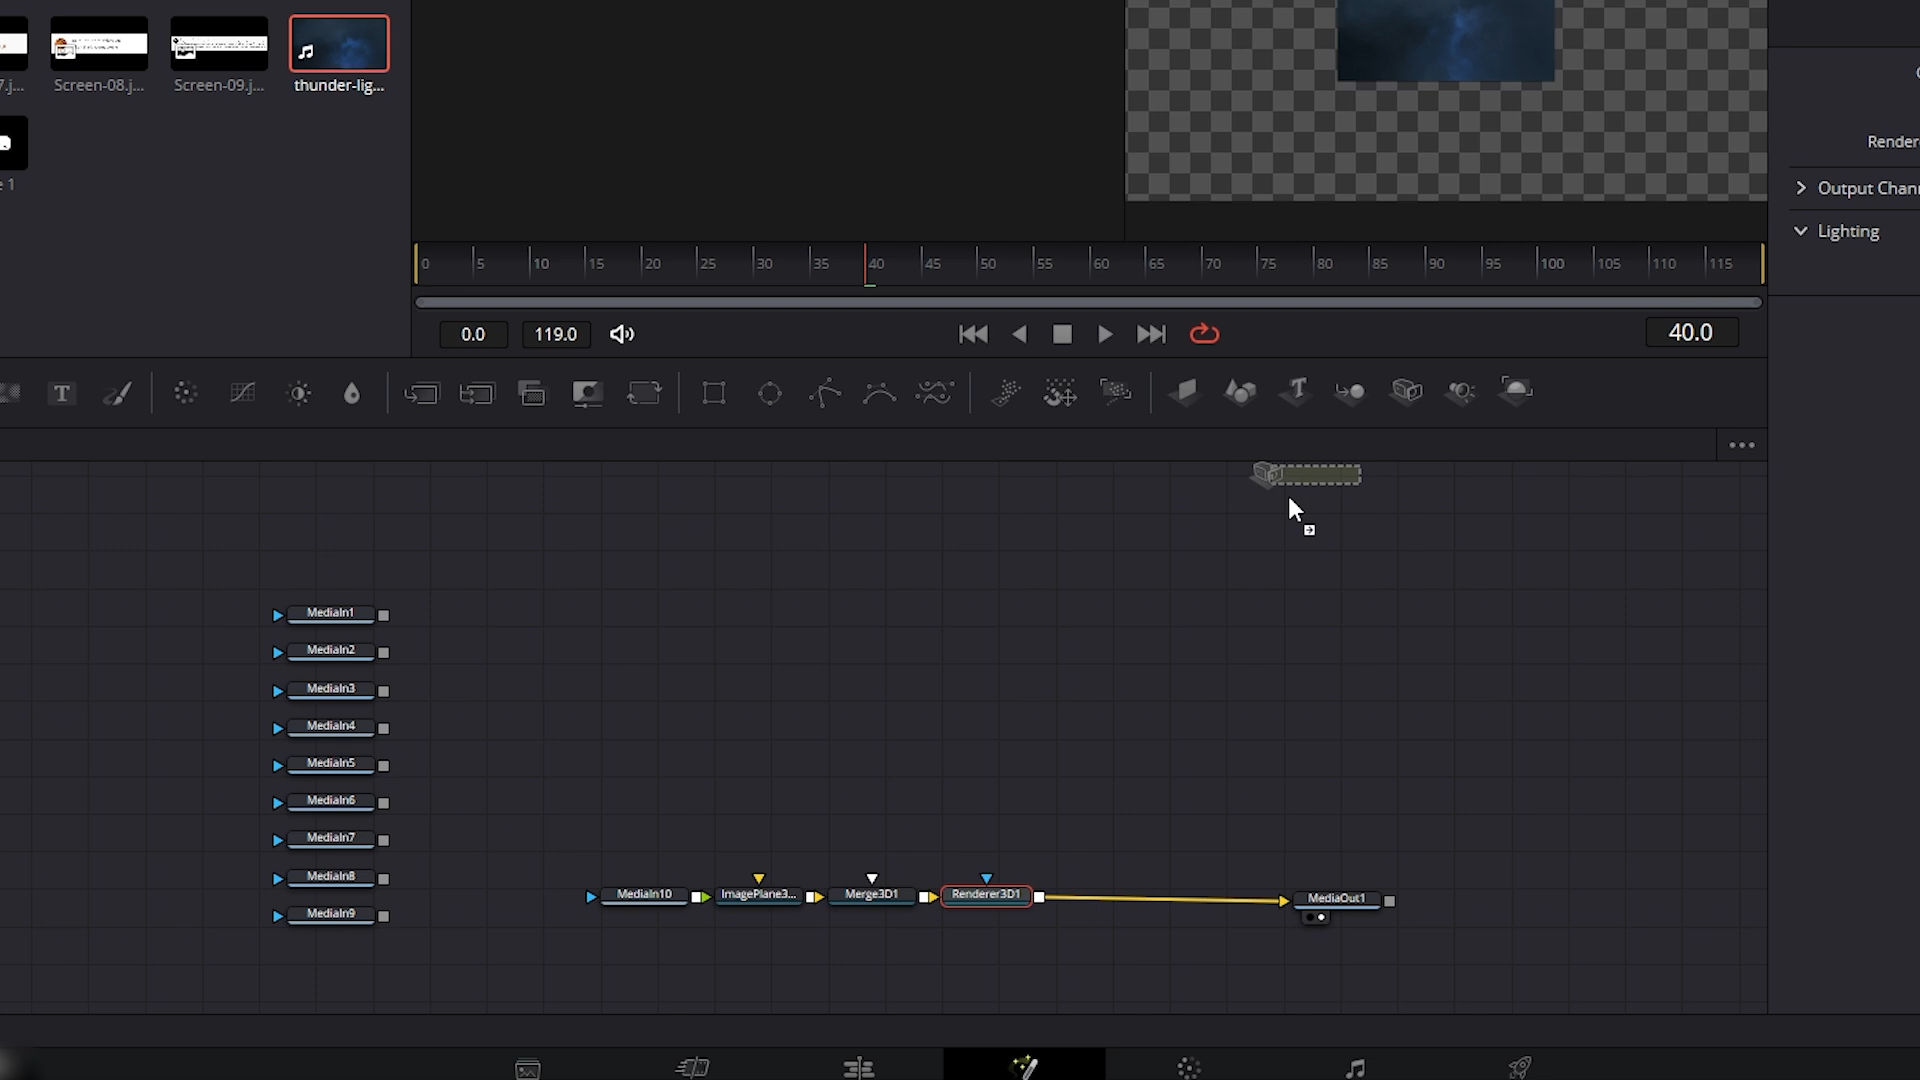 7.j...
Screen-08.j...
Screen-09.j...
thunder-lig...
e 1
Render
Output Chann
Lighting
0 5 10 15 20 25 30 35 40 45 50 55 60 65 70 75 80 85 90 95 100 105 110 115
0.0 119.0 40.0
MediaIn1
MediaIn2
MediaIn3
MediaIn4
MediaIn5
MediaIn6
MediaIn7
MediaIn8
MediaIn9
MediaIn10 ImagePlane3... Merge3D1 Renderer3D1 MediaOut1